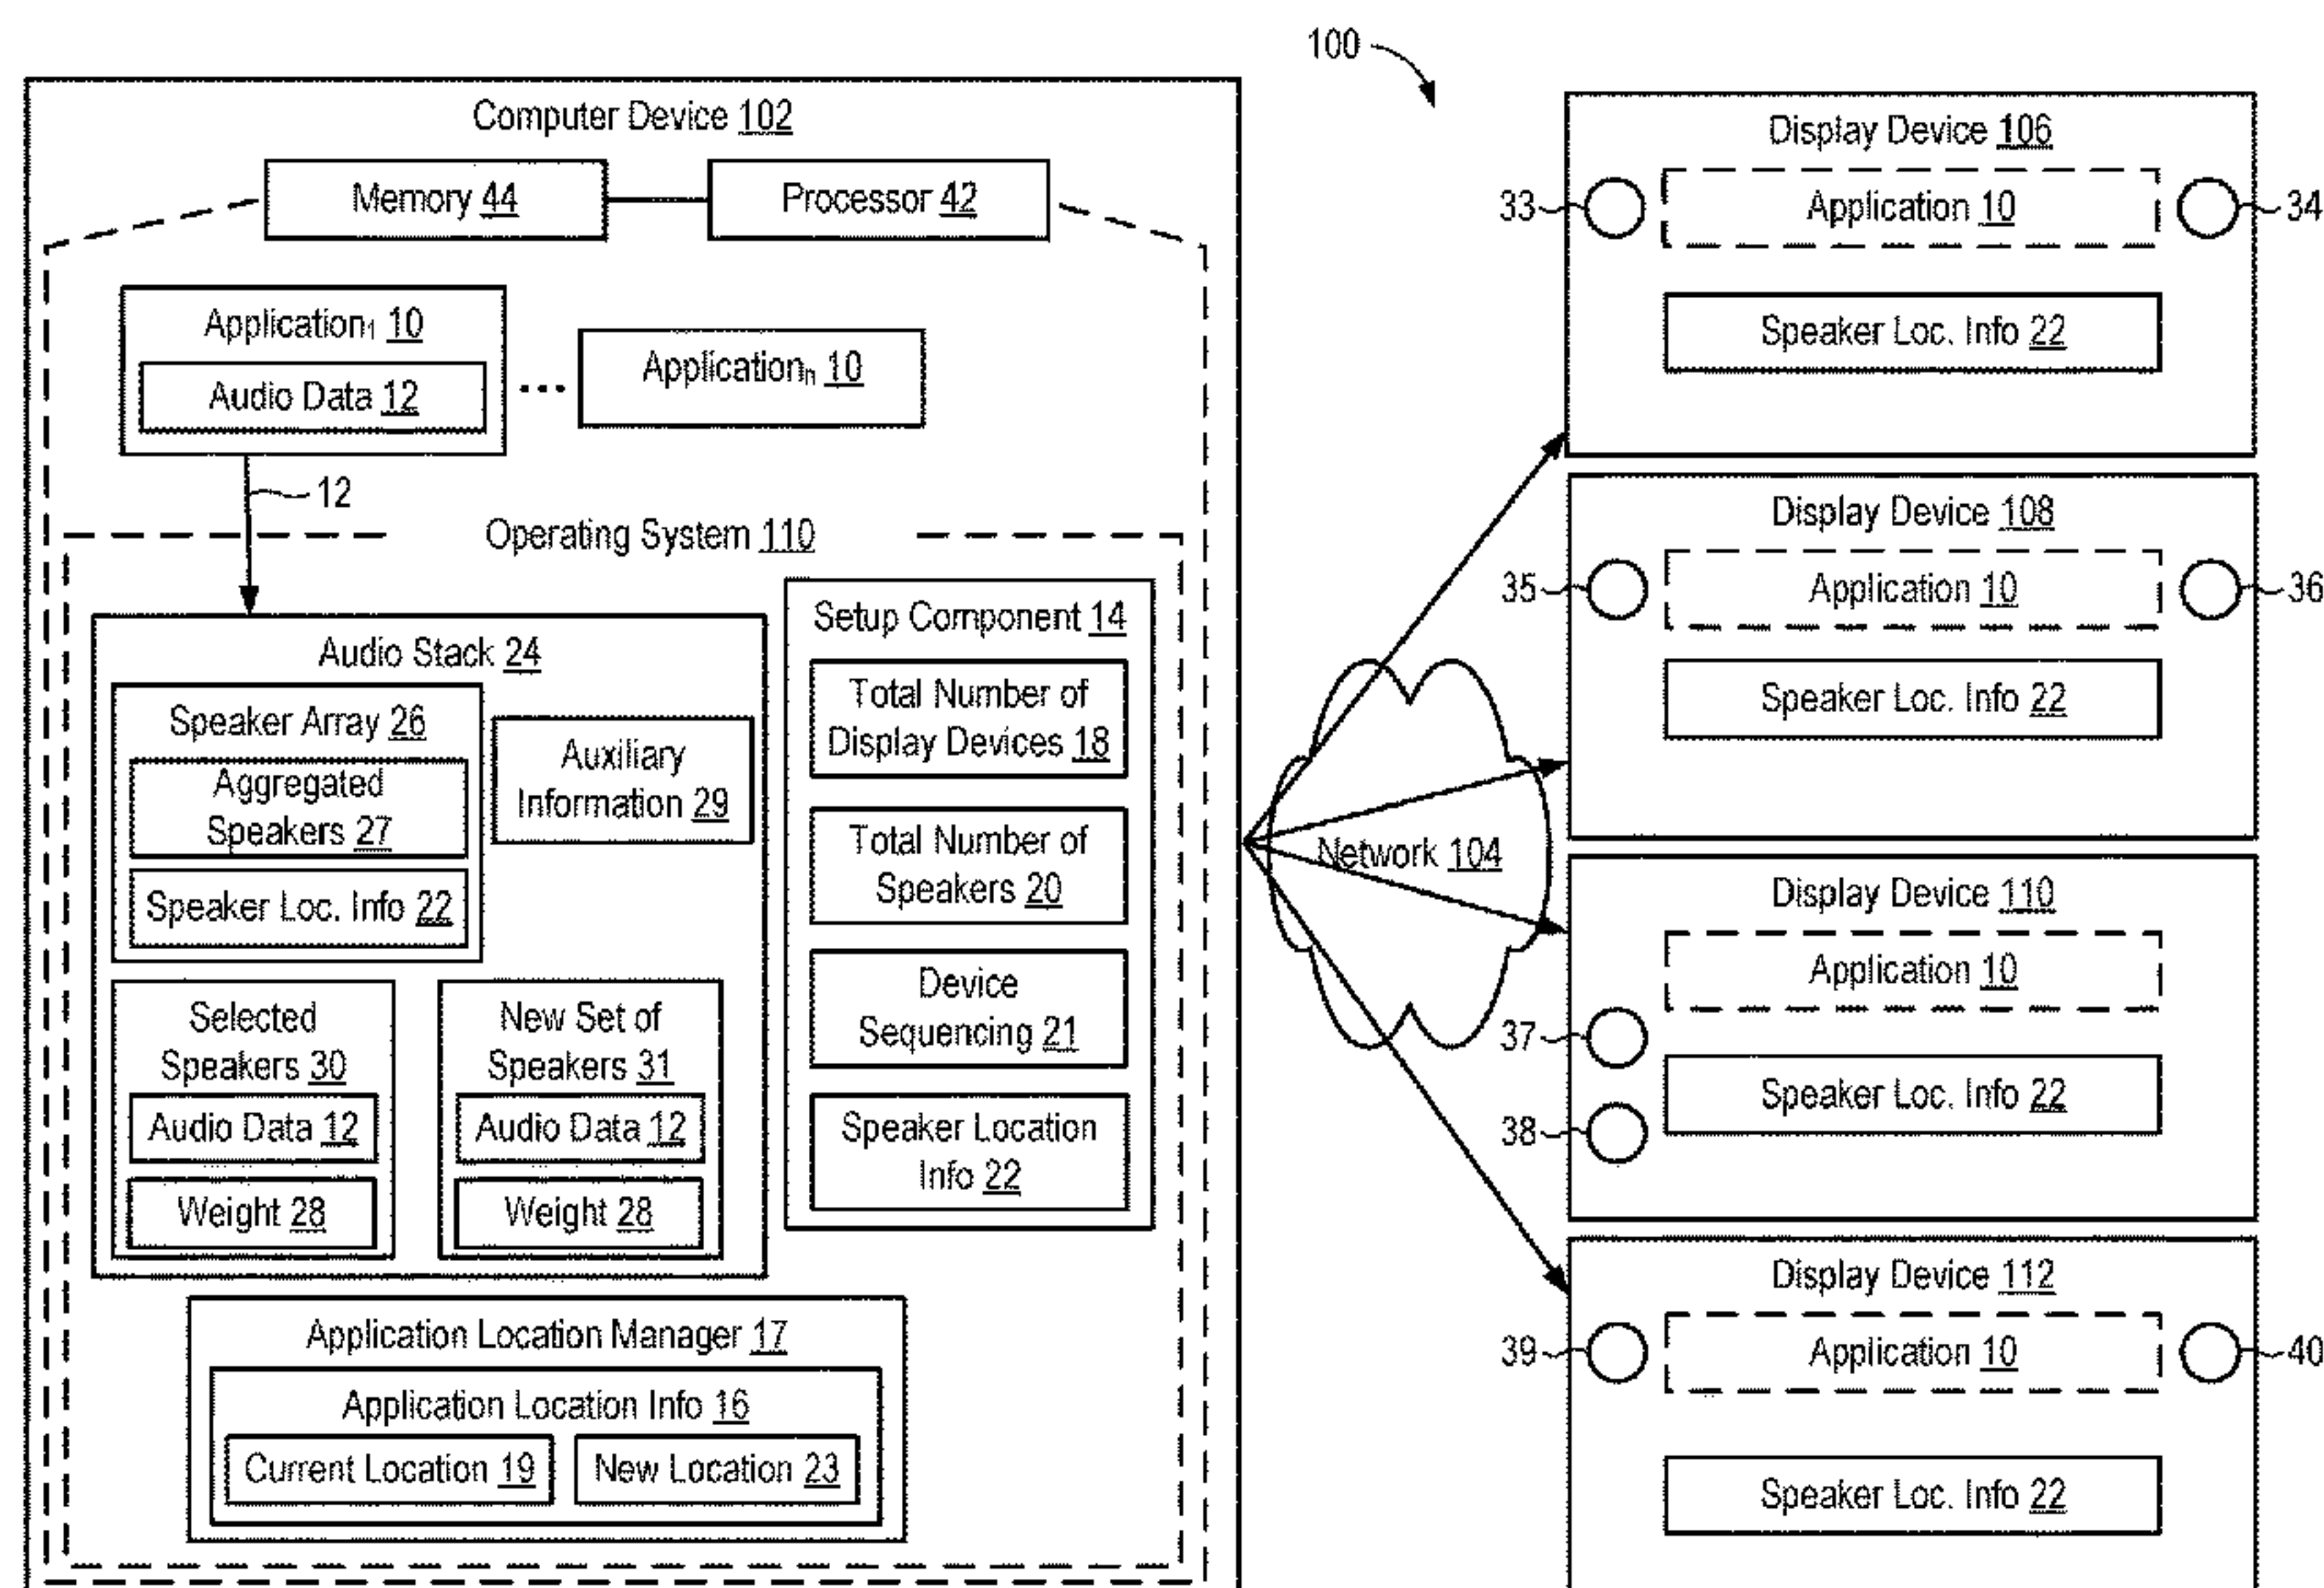 100
Computer Device 102
Memory 44
Processor 42
Application1 10
Audio Data 12
...
Applicationn 10
12
Operating System 110
Audio Stack 24
Speaker Array 26
Aggregated
Speakers 27
Speaker Loc. Info 22
Auxiliary
Information 29
Selected
Speakers 30
Audio Data 12
Weight 28
New Set of
Speakers 31
Audio Data 12
Weight 28
Setup Component 14
Total Number of
Display Devices 18
Total Number of
Speakers 20
Device
Sequencing 21
Speaker Location
Info 22
Application Location Manager 17
Application Location Info 16
Current Location 19
New Location 23
Network 104
Display Device 106
33
Application 10
34
Speaker Loc. Info 22
Display Device 108
35
Application 10
36
Speaker Loc. Info 22
Display Device 110
Application 10
37
Speaker Loc. Info 22
38
Display Device 112
39
Application 10
40
Speaker Loc. Info 22